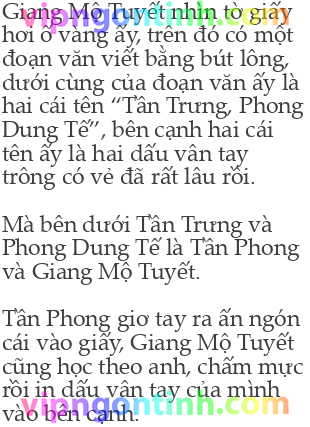 vipngontinh.com
Giang Mộ Tuyết nhìn tờ giấy
hơi ố vàng ấy, trên đó có một
đoạn văn viết bằng bút lông,
dưới cùng của đoạn văn ấy là
hai cái tên “Tần Trưng, Phong
Dung Tế”, bên cạnh hai cái
tên ấy là hai dấu vân tay
trông có vẻ đã rất lâu rồi.
Mà bên dưới Tần Trưng và
Phong Dung Tế là Tần Phong
và Giang Mộ Tuyết.
Tần Phong giơ tay ra ấn ngón
cái vào giấy, Giang Mộ Tuyết
cũng học theo anh, chấm mực
rồi in dấu vân tay của mình
vào bên cạnh.
vipngontinh.com